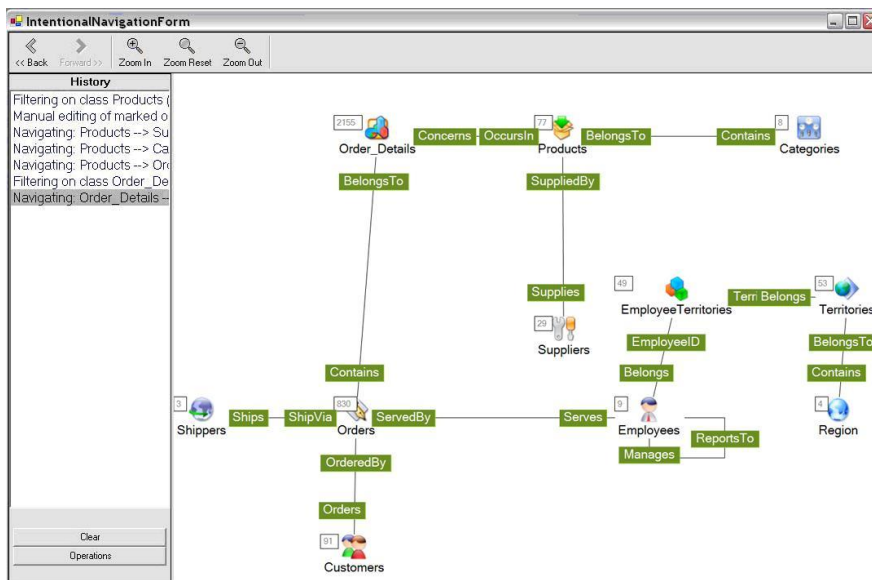 IntentionalNavigationForm
<< Back Forward >> Zoom In Zoom Reset Zoom Out
History
Filtering on class Products (
Manual editing of marked o
Navigating: Products --> Su
Navigating: Products --> Ca
Navigating: Products --> Orc
Filtering on class Order_De
Navigating: Order_Details --
Clear
Operations
2155
Order_Details
Concerns
OccursIn
77
Products
BelongsTo
Contains
8
Categories
BelongsTo
SuppliedBy
Supplies
29
Suppliers
49
EmployeeTerritories
Terri
Belongs
53
Territories
EmployeeID
Belongs
BelongsTo
Contains
4
Region
Contains
3
Shippers
Ships
ShipVia
830
Orders
ServedBy
Serves
9
Employees
ReportsTo
Manages
OrderedBy
Orders
91
Customers